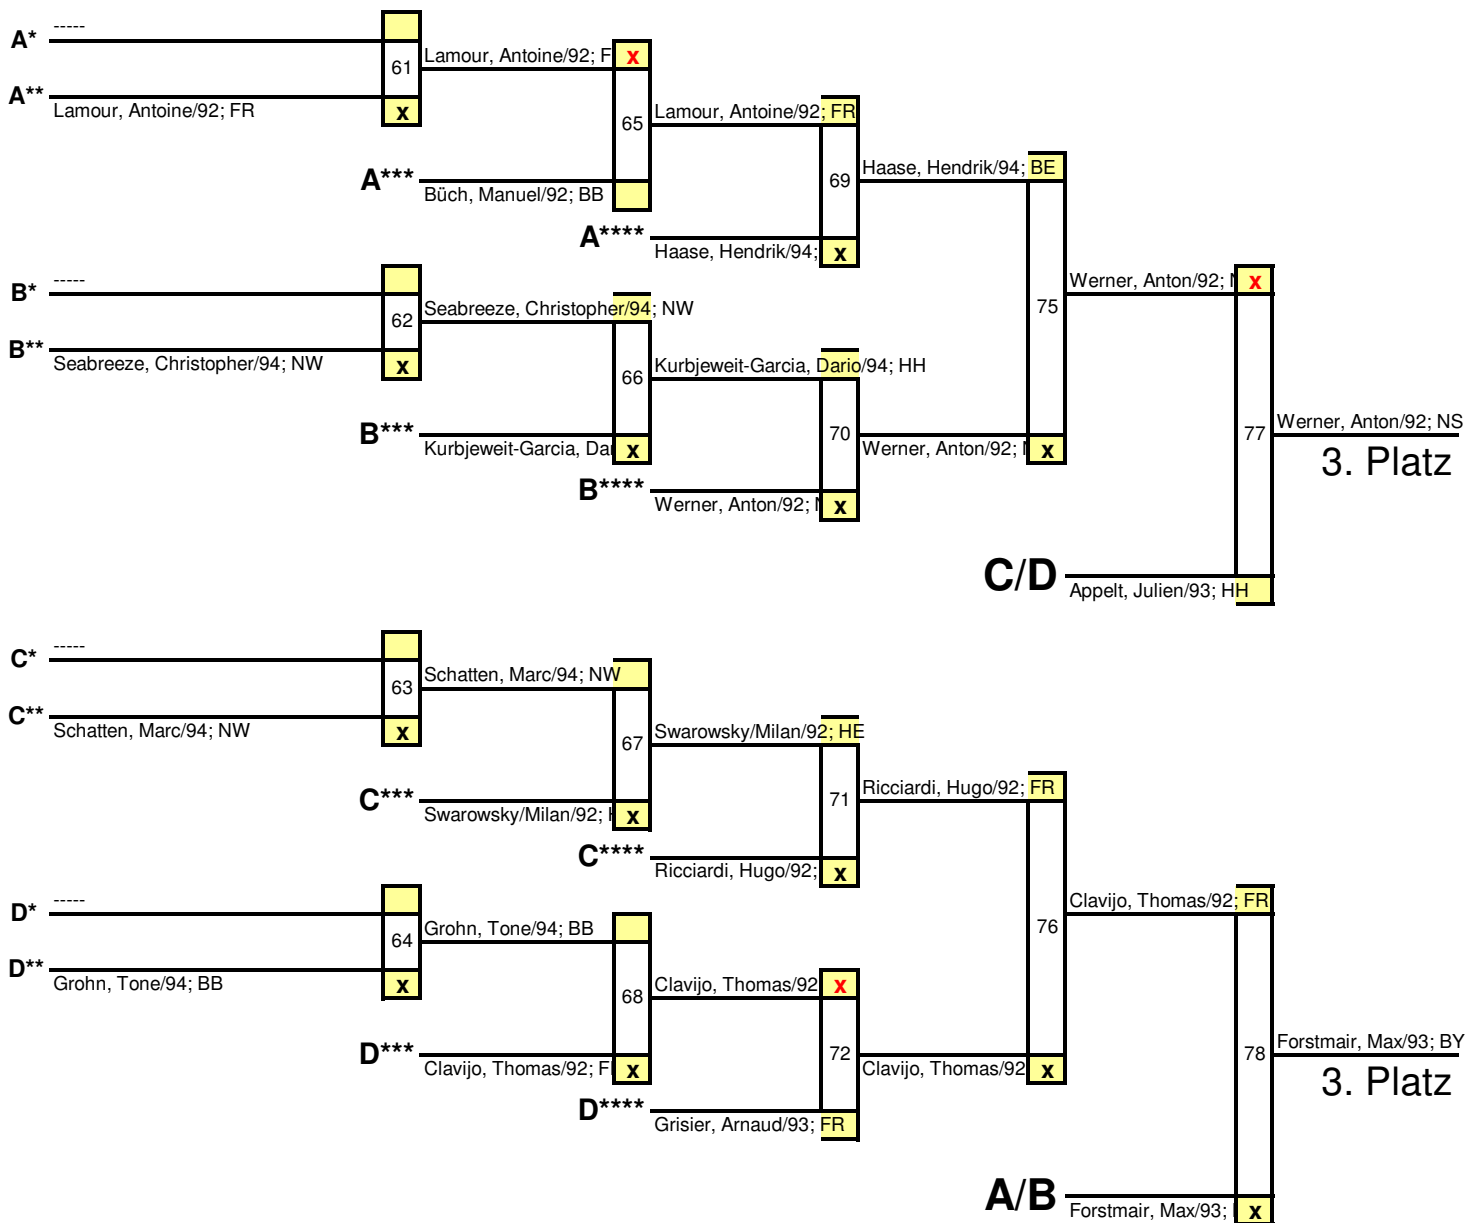 A* -----
61
A** Lamour, Antoine/92; FR
x
Lamour, Antoine/92; F
x
65
A*** Büch, Manuel/92; BB
Lamour, Antoine/92; FR
69
A**** Haase, Hendrik/94;
x
Haase, Hendrik/94; BE
B* -----
62
B** Seabreeze, Christopher/94; NW
x
Seabreeze, Christopher/94; NW
66
B*** Kurbjeweit-Garcia, Dar
x
Kurbjeweit-Garcia, Dario/94; HH
70
B**** Werner, Anton/92;
x
75
Werner, Anton/92;
x
Werner, Anton/92;
x
77
Werner, Anton/92; NS
3. Platz
C/D Appelt, Julien/93; HH
C* -----
63
C** Schatten, Marc/94; NW
x
Schatten, Marc/94; NW
67
C*** Swarowsky/Milan/92;
x
Swarowsky/Milan/92; HE
71
C**** Ricciardi, Hugo/92;
x
Ricciardi, Hugo/92; FR
D* -----
64
D** Grohn, Tone/94; BB
x
Grohn, Tone/94; BB
68
D*** Clavijo, Thomas/92; F
x
Clavijo, Thomas/92
x
72
D**** Grisier, Arnaud/93; FR
76
Clavijo, Thomas/92
x
Clavijo, Thomas/92; FR
78
Forstmair, Max/93; BY
3. Platz
A/B Forstmair, Max/93;
x